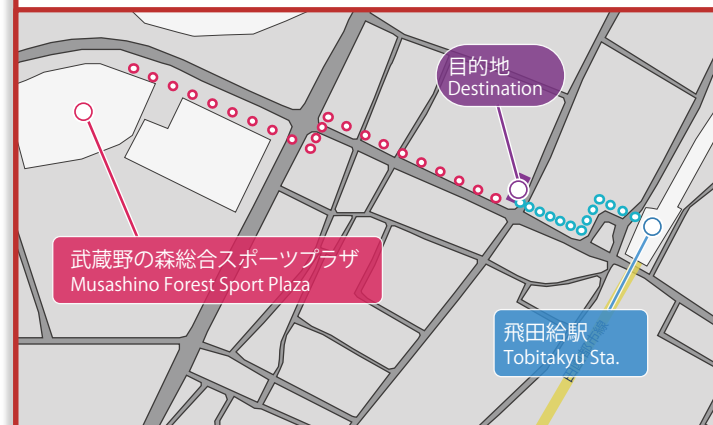 目的地
Destination
武蔵野の森総合スポーツプラザ
Musashino Forest Sport Plaza
飛田給駅
Tobitakyu Sta.